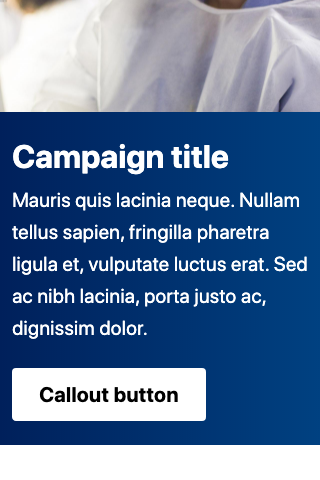 Campaign title
Mauris quis lacinia neque. Nullam
tellus sapien, fringilla pharetra
ligula et, vulputate luctus erat. Sed
ac nibh lacinia, porta justo ac,
dignissim dolor.
Callout button